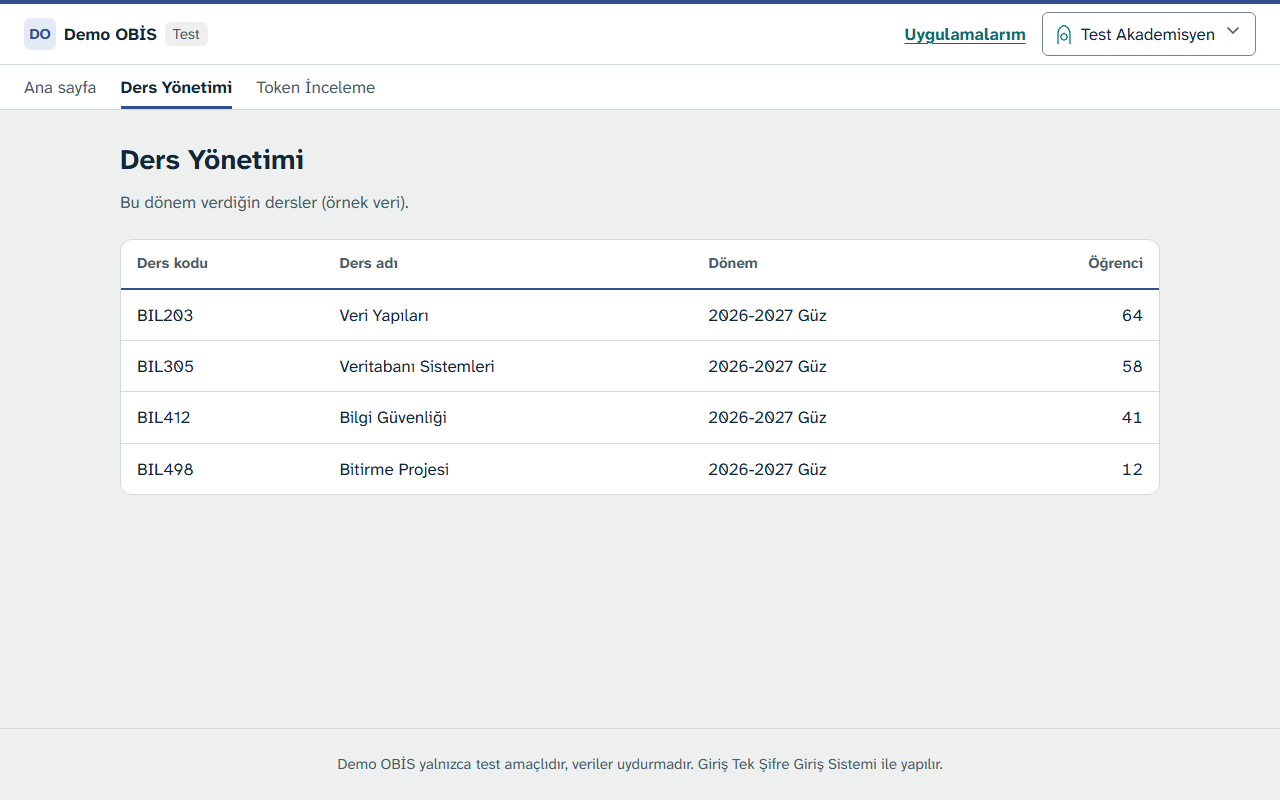 DO Demo OBİS Test Uygulamalarım Test Akademisyen
Ana sayfa Ders Yönetimi Token İnceleme
Ders Yönetimi
Bu dönem verdiğin dersler (örnek veri).
Ders kodu Ders adı Dönem Öğrenci
BIL203 Veri Yapıları 2026-2027 Güz 64
BIL305 Veritabanı Sistemleri 2026-2027 Güz 58
BIL412 Bilgi Güvenliği 2026-2027 Güz 41
BIL498 Bitirme Projesi 2026-2027 Güz 12
Demo OBİS yalnızca test amaçlıdır, veriler uydurmadır. Giriş Tek Şifre Giriş Sistemi ile yapılır.